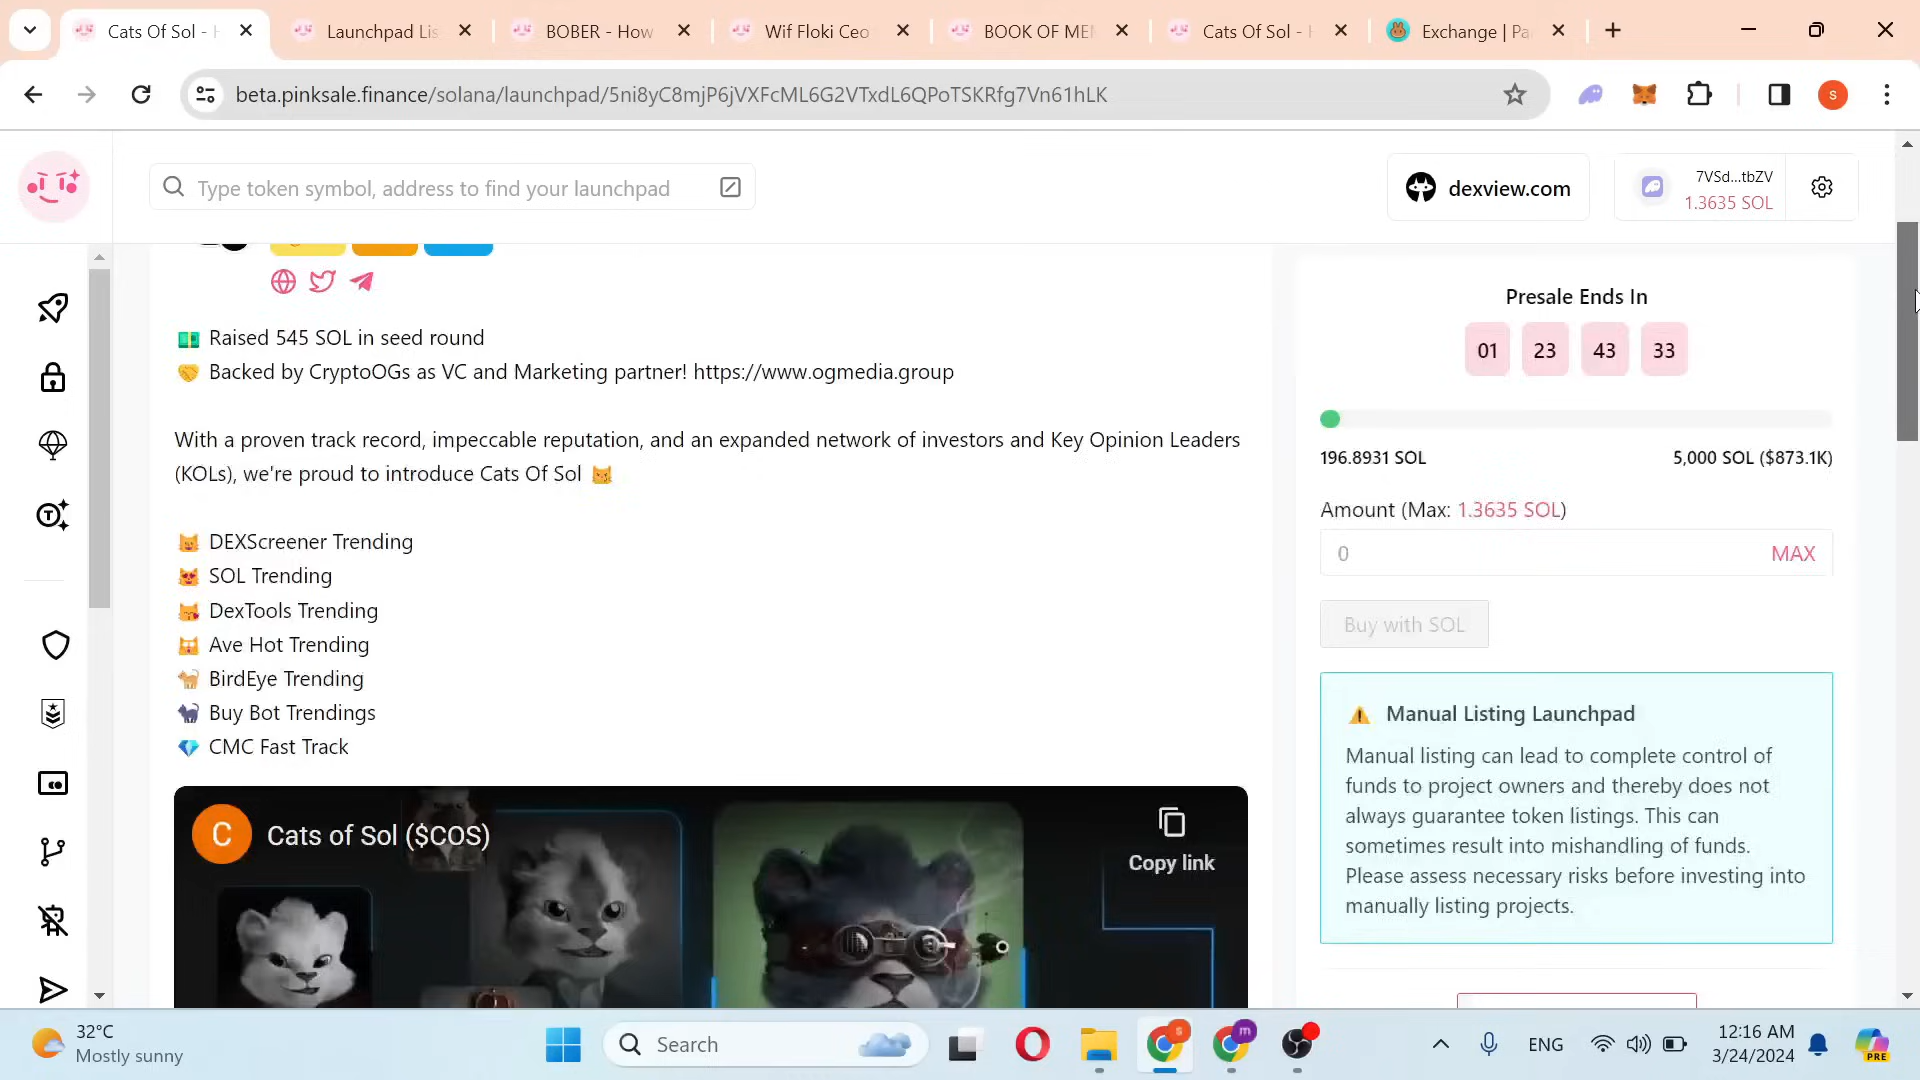 Cats Of Sol - H
Launchpad Lis
BOBER - How
Wif Floki Ceo
BOOK OF MEM
Cats Of Sol - H
Exchange | Pa
beta.pinksale.finance/solana/launchpad/5ni8yC8mjP6jVXFcML6G2VTxdL6QPoTSKRfg7Vn61hLK
s
Type token symbol, address to find your launchpad
dexview.com
7VSd...tbZV
1.3635 SOL
Raised 545 SOL in seed round
Backed by CryptoOGs as VC and Marketing partner! https://www.ogmedia.group
With a proven track record, impeccable reputation, and an expanded network of investors and Key Opinion Leaders
(KOLs), we're proud to introduce Cats Of Sol
DEXScreener Trending
SOL Trending
DexTools Trending
Ave Hot Trending
BirdEye Trending
Buy Bot Trendings
CMC Fast Track
C
Cats of Sol ($COS)
Copy link
Presale Ends In
01 23 43 33
196.8931 SOL
5,000 SOL ($873.1K)
Amount (Max: 1.3635 SOL)
0
MAX
Buy with SOL
Manual Listing Launchpad
Manual listing can lead to complete control of
funds to project owners and thereby does not
always guarantee token listings. This can
sometimes result into mishandling of funds.
Please assess necessary risks before investing into
manually listing projects.
32°C
Mostly sunny
Search
s
m
ENG
12:16 AM
3/24/2024
PRE